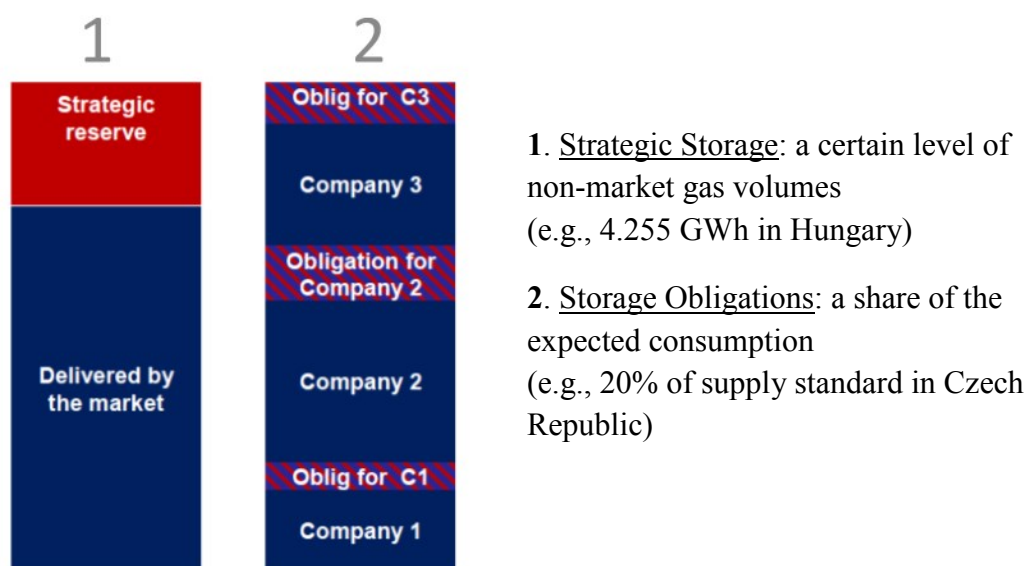 1
Strategic
reserve
Delivered by
the market
2
Oblig for C3
Company 3
Obligation for
Company 2
Company 2
Oblig for C1
Company 1
1. Strategic Storage: a certain level of
non-market gas volumes
(e.g., 4.255 GWh in Hungary)
2. Storage Obligations: a share of the
expected consumption
(e.g., 20% of supply standard in Czech
Republic)